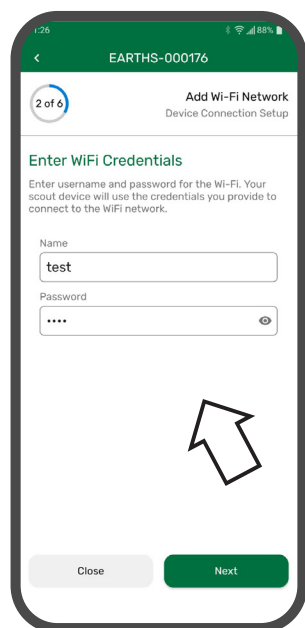 1:26
88%
EARTHS-000176
2 of 6
Add Wi-Fi Network
Device Connection Setup
Enter WiFi Credentials
Enter username and password for the Wi-Fi. Your
scout device will use the credentials you provide to
connect to the WiFi network.
Name
test
Password
••••
Close
Next